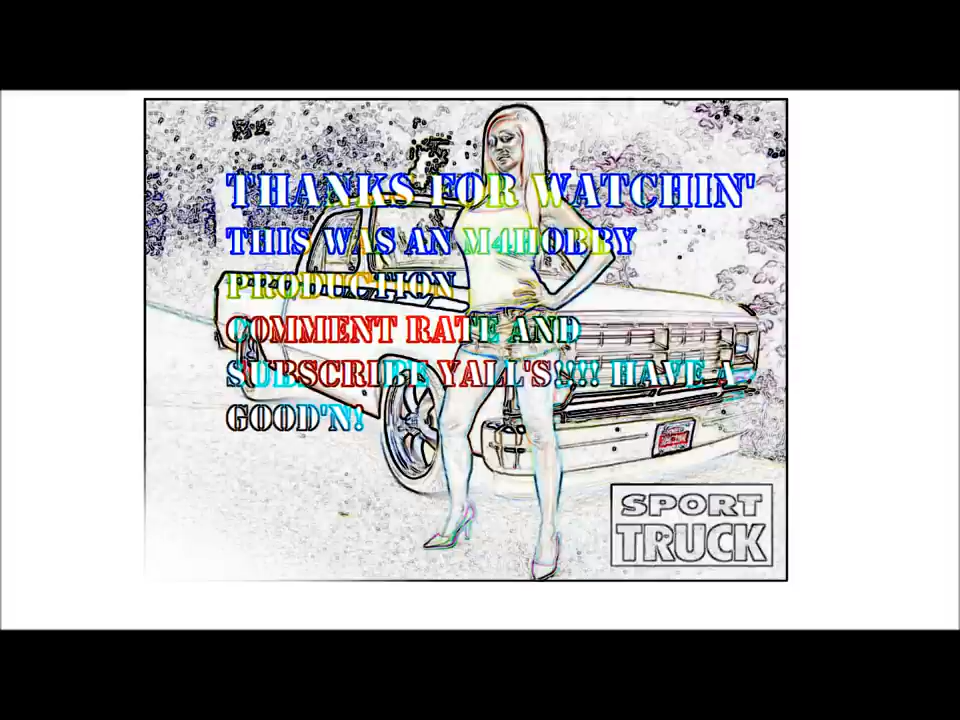 THANKS FOR WATCHIN'
THIS WAS AN M4HOBBY
PRODUCTION
COMMENT RATE AND
SUBSCRIBE YALL'S!!!! HAVE A
GOOD'N!
SPORT
TRUCK